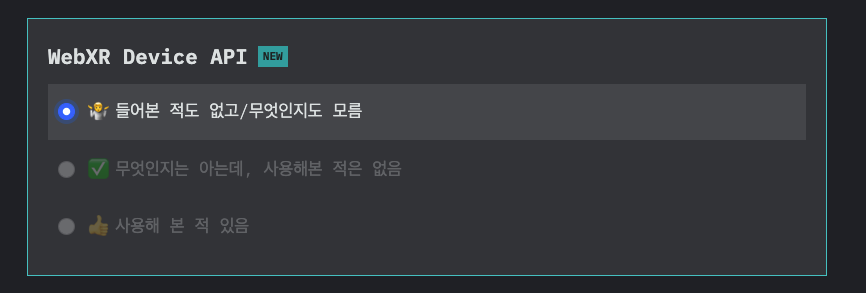 WebXR Device API NEW
🤷 들어본 적도 없고/무엇인지도 모름
✅ 무엇인지는 아는데, 사용해본 적은 없음
👍 사용해 본 적 있음